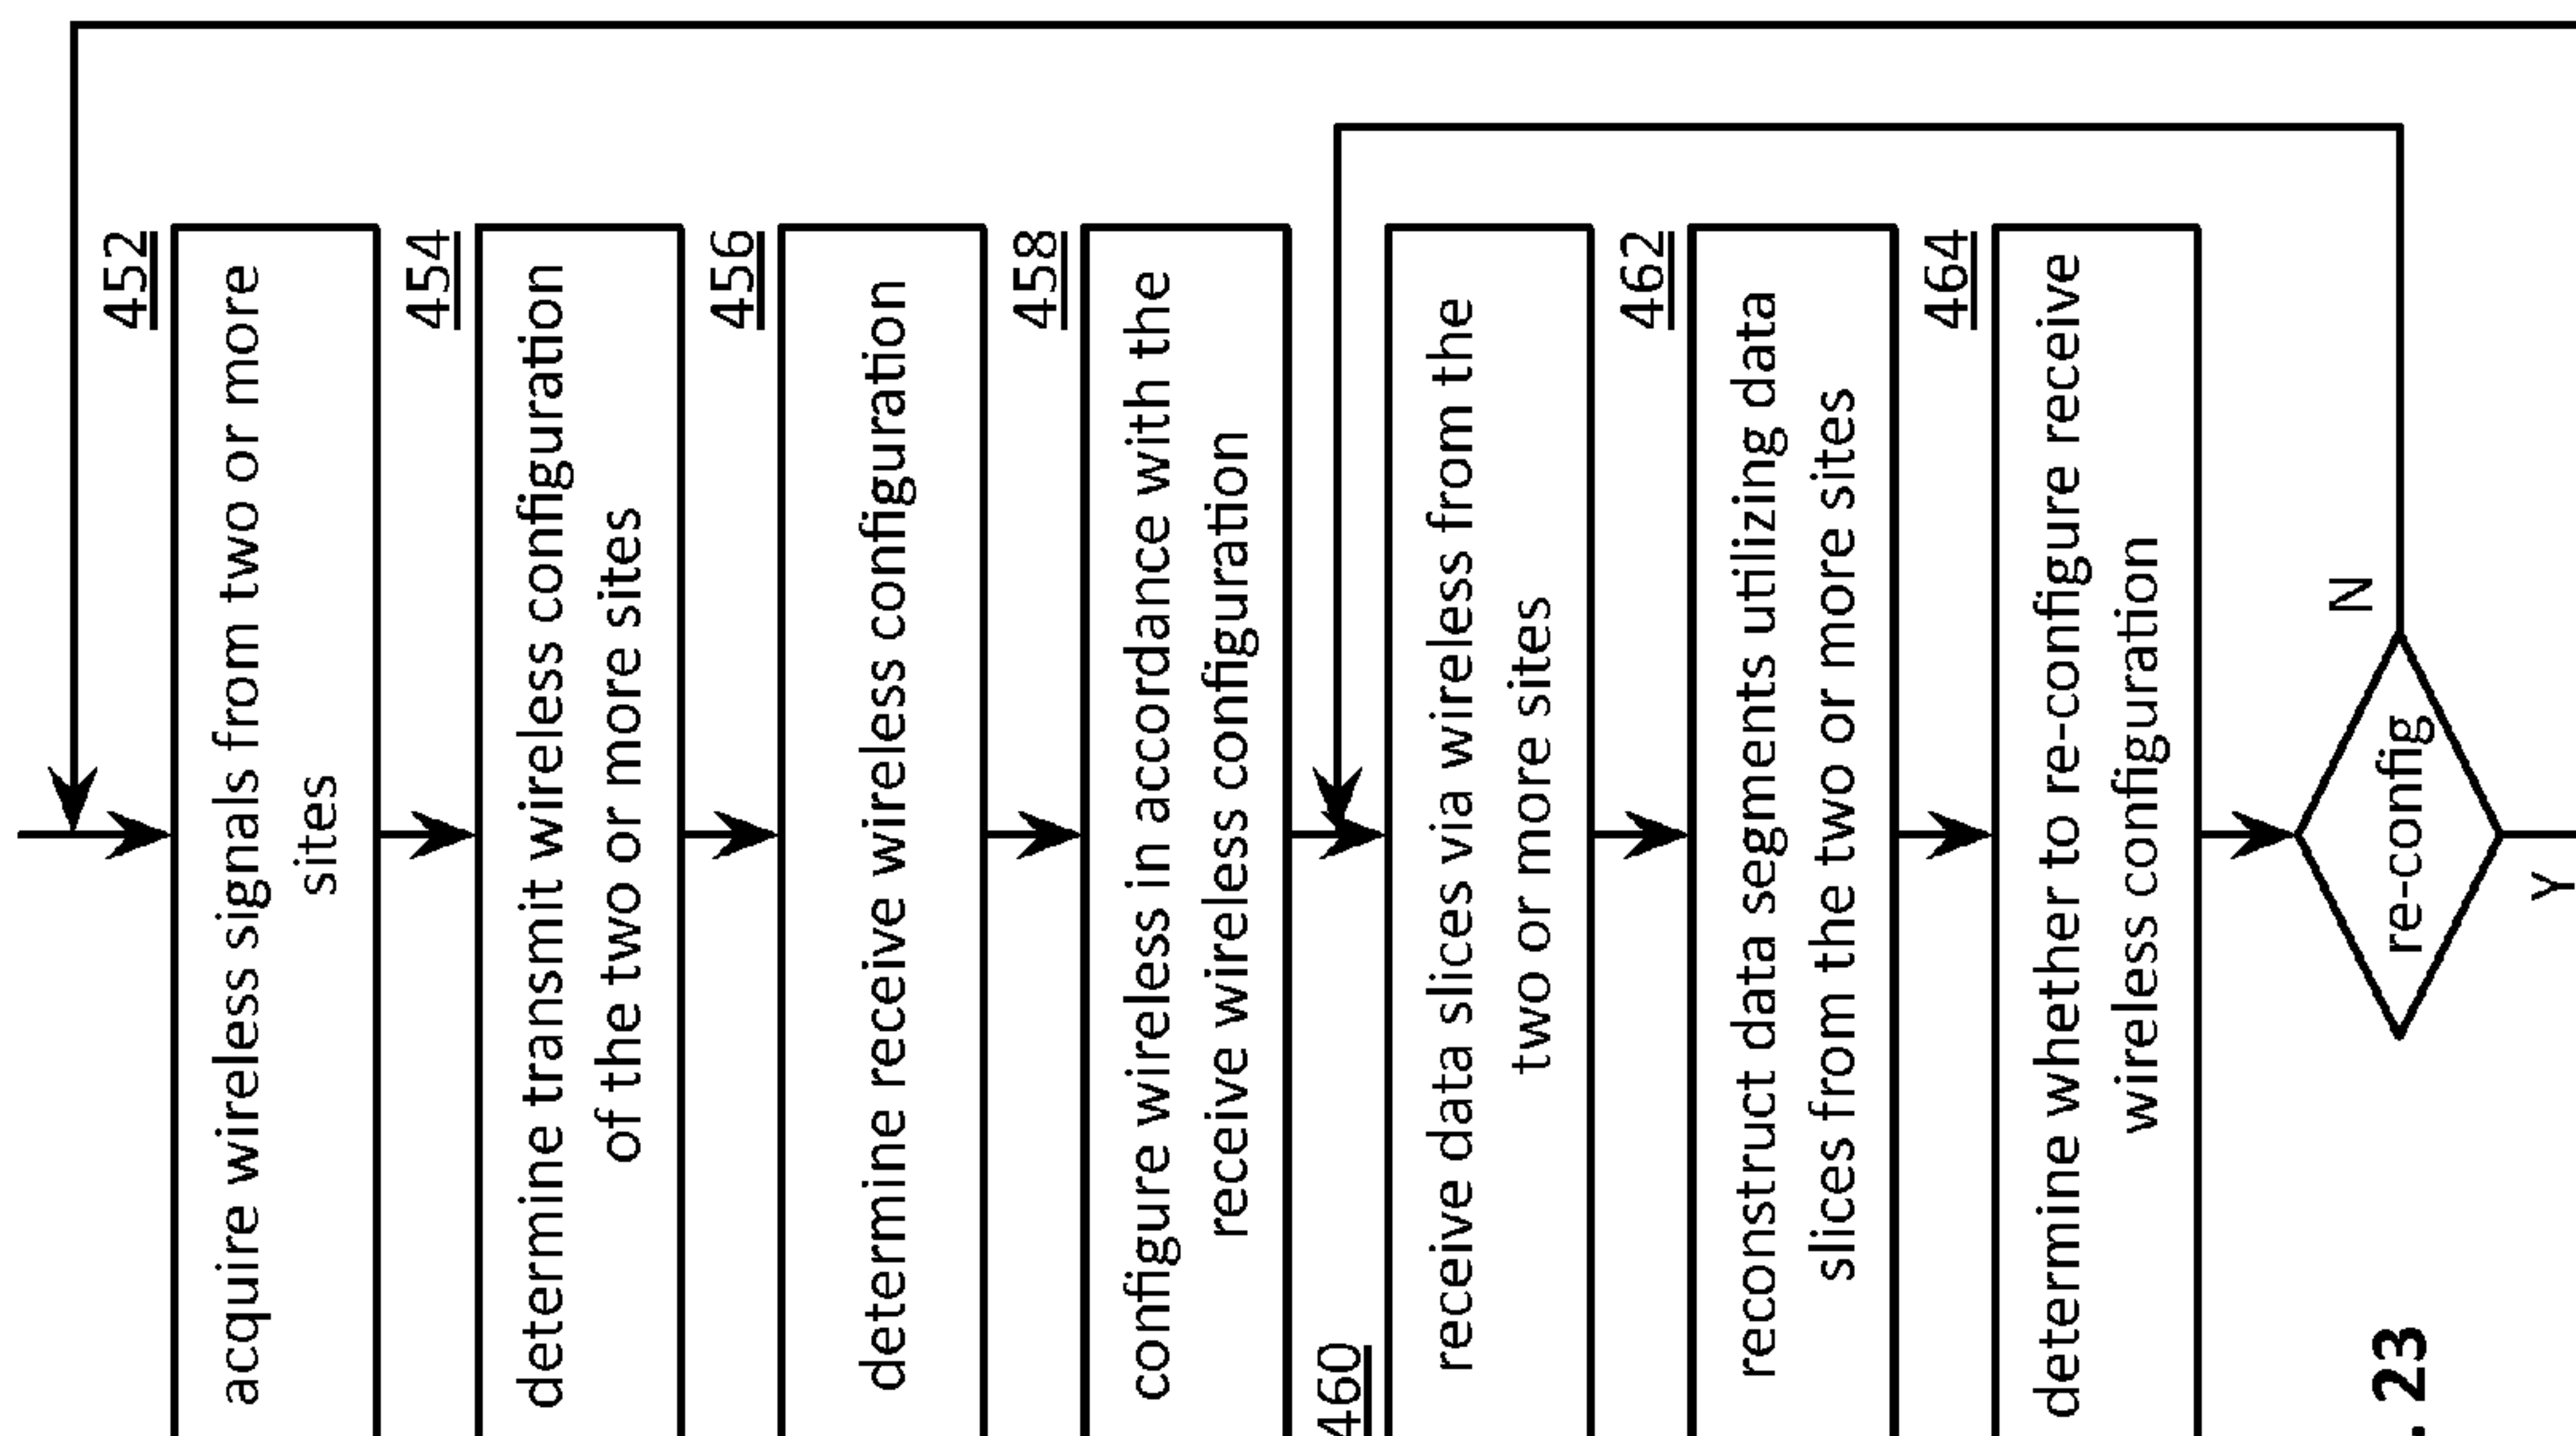 452
acquire wireless signals from two or more
sites
454
determine transmit wireless configuration
of the two or more sites
456
determine receive wireless configuration
458
configure wireless in accordance with the
receive wireless configuration
460
receive data slices via wireless from the
two or more sites
462
reconstruct data segments utilizing data
slices from the two or more sites
464
determine whether to re-configure receive
wireless configuration
re-config
N
Y
. 23